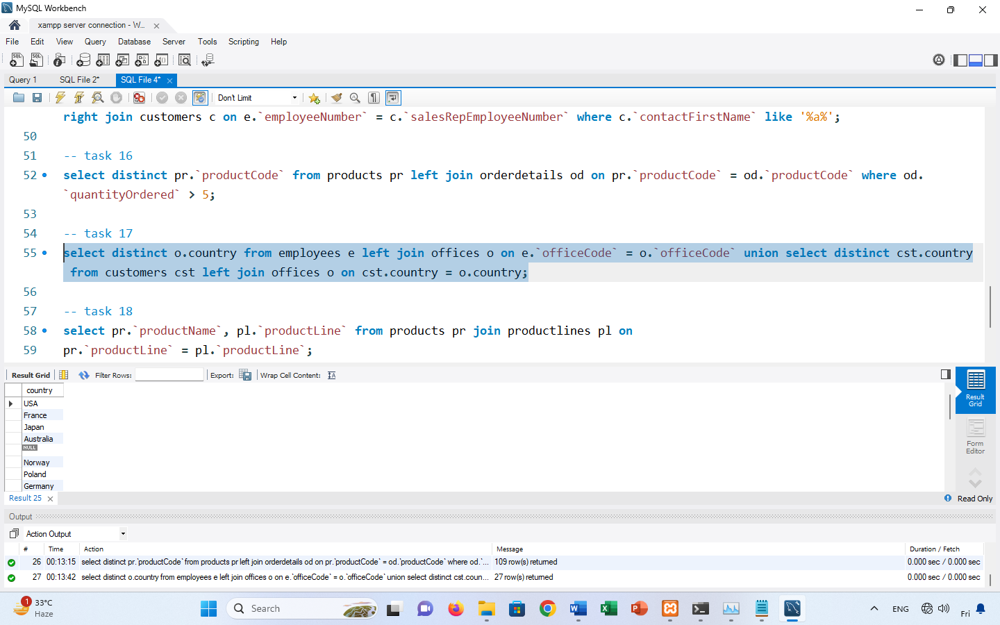 MySQL Workbench
xampp server connection - W...
File Edit View Query Database Server Tools Scripting Help
Query 1 SQL File 2* SQL File 4*
Don't Limit
right join customers c on e.`employeeNumber` = c.`salesRepEmployeeNumber` where c.`contactFirstName` like '%a%';
50
51 -- task 16
52 select distinct pr.`productCode` from products pr left join orderdetails od on pr.`productCode` = od.`productCode` where od.
`quantityOrdered` > 5;
53
54 -- task 17
55 select distinct o.country from employees e left join offices o on e.`officeCode` = o.`officeCode` union select distinct cst.country
from customers cst left join offices o on cst.country = o.country;
56
57 -- task 18
58 select pr.`productName`, pl.`productLine` from products pr join productlines pl on
59 pr.`productLine` = pl.`productLine`;
Result Grid Filter Rows: Export: Wrap Cell Content:
country
USA
France
Japan
Australia
NULL
Norway
Poland
Germany
Result Grid
Form Editor
Result 25 Read Only
Output
Action Output
# Time Action Message Duration / Fetch
26 00:13:15 select distinct pr.`productCode` from products pr left join orderdetails od on pr.`productCode` = od.`productCode` where od.`... 109 row(s) returned 0.000 sec / 0.000 sec
27 00:13:42 select distinct o.country from employees e left join offices o on e.`officeCode` = o.`officeCode` union select distinct cst.coun... 27 row(s) returned 0.000 sec / 0.000 sec
1 33°C
Haze
Search
ENG
Fri